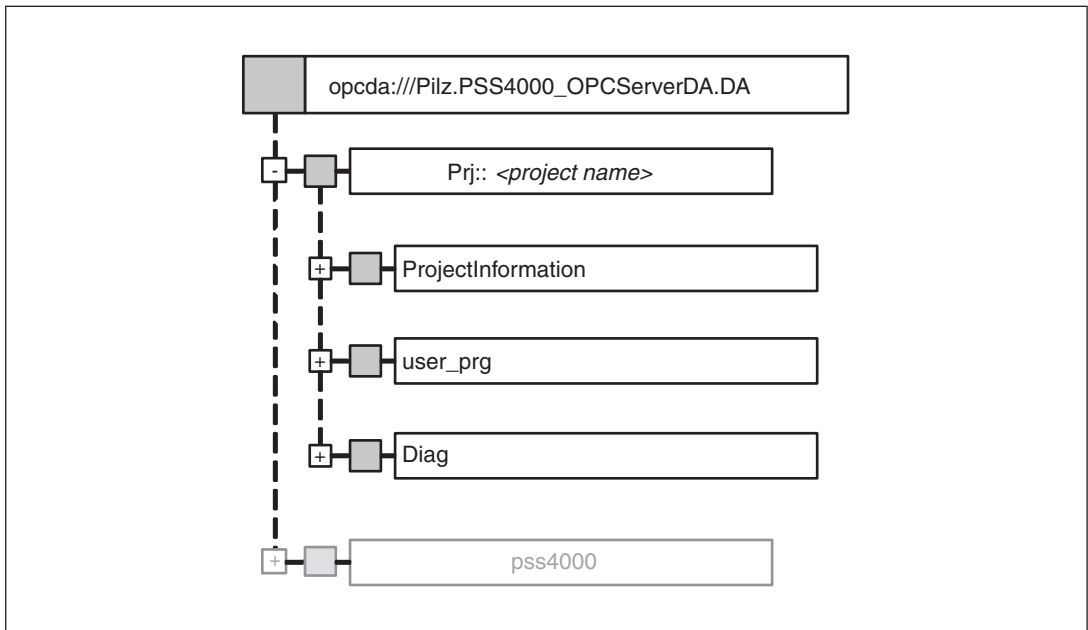 opcda:///Pilz.PSS4000_OPCServerDA.DA
- Prj:: <project name>
+ ProjectInformation
+ user_prg
+ Diag
+ pss4000